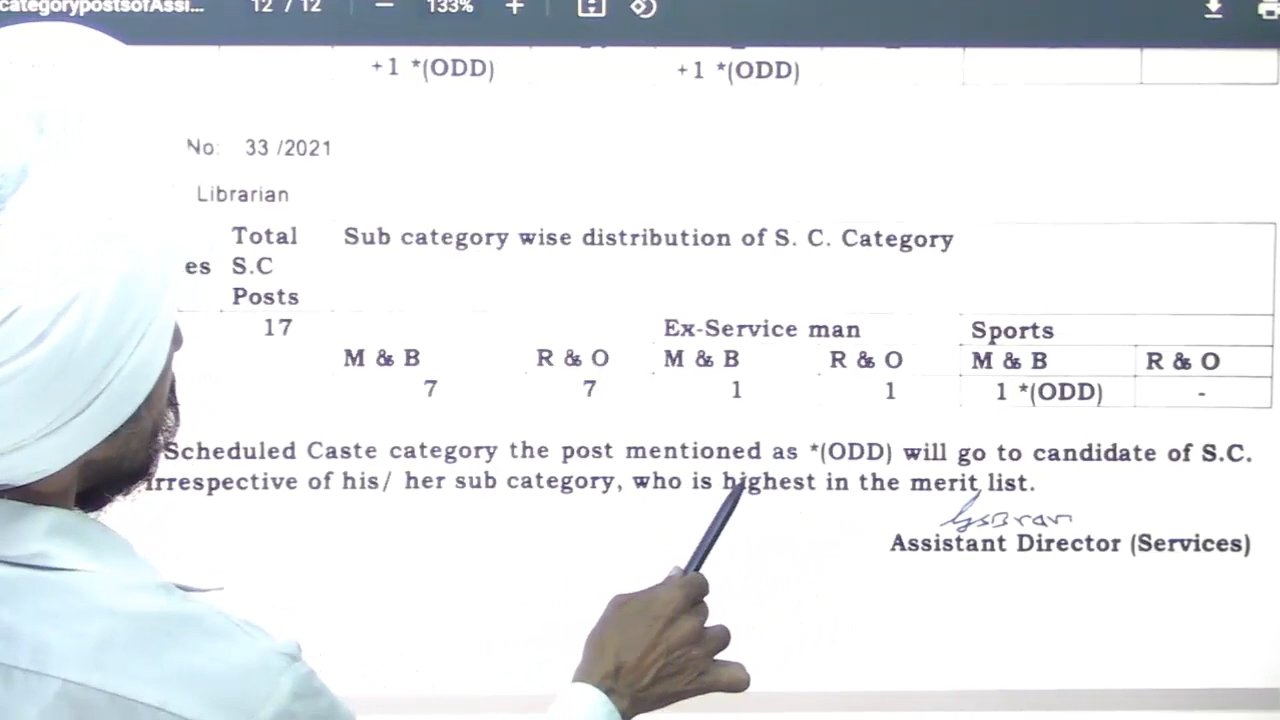 categorypostsofAssi... 12 / 12 — 133% +
+1 *(ODD) +1 *(ODD)
No: 33 /2021
Librarian
Total Sub category wise distribution of S. C. Category
es S.C
Posts
17 Ex-Service man Sports
M & B R & O M & B R & O M & B R & O
7 7 1 1 1 *(ODD) -
Scheduled Caste category the post mentioned as *(ODD) will go to candidate of S.C.
Irrespective of his/ her sub category, who is highest in the merit list.
Assistant Director (Services)